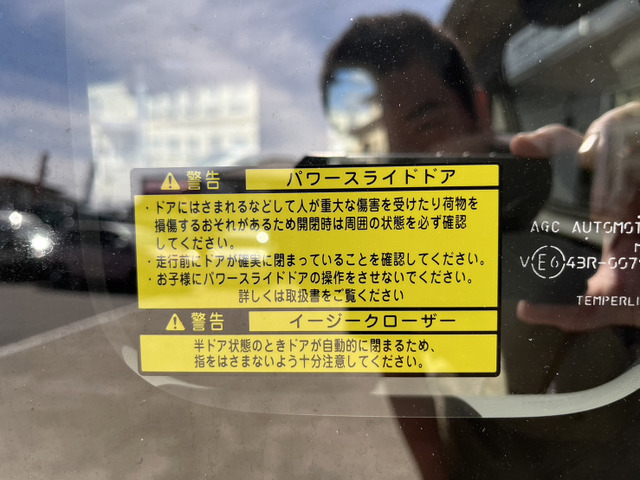 警告 パワースライドドア
・ドアにはさまれるなどして人が重大な傷害を受けたり荷物を
損傷するおそれがあるため開閉時は周囲の状態を必ず確認
してください。
・走行前にドアが確実に閉まっていることを確認してください。
・お子様にパワースライドドアの操作をさせないでください。
詳しくは取扱書をご覧ください
警告 イージークローザー
半ドア状態のときドアが自動的に閉まるため、
指をはさまないよう十分注意してください。
AGC
E6 43R-007